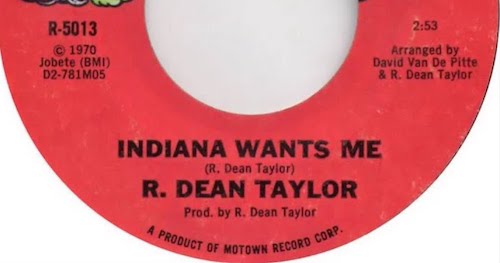 R-5013
© 1970
Jobete (BMI)
D2-781M05
2:53
Arranged by
David Van De Pitte
& R. Dean Taylor
INDIANA WANTS ME
(R. Dean Taylor)
R. DEAN TAYLOR
Prod. by R. Dean Taylor
A PRODUCT OF MOTOWN RECORD CORP.